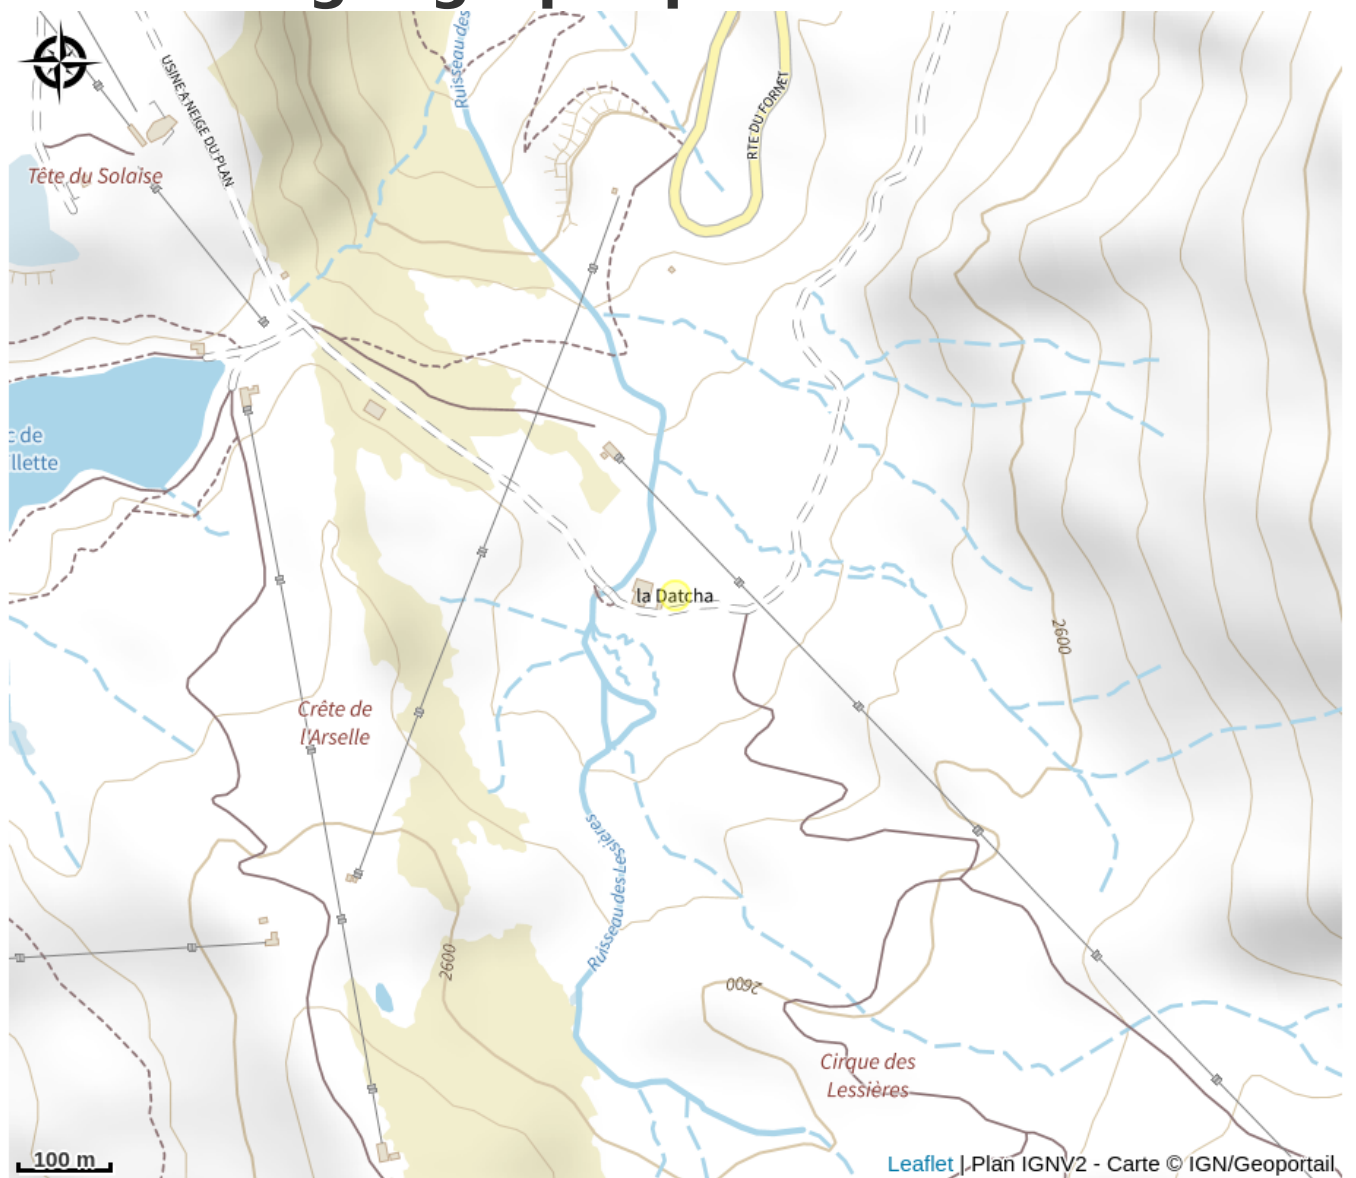 Ruisseau des
USINE A NEIGE DU PLAN
RTE DU FORNET
Tête du Solaise
c de
llette
la Datcha
2600
Crête de
l'Arselle
Ruisseau des Lessières
2600
2600
Cirque des
Lessières
100 m
Leaflet | Plan IGNV2 - Carte © IGN/Geoportail